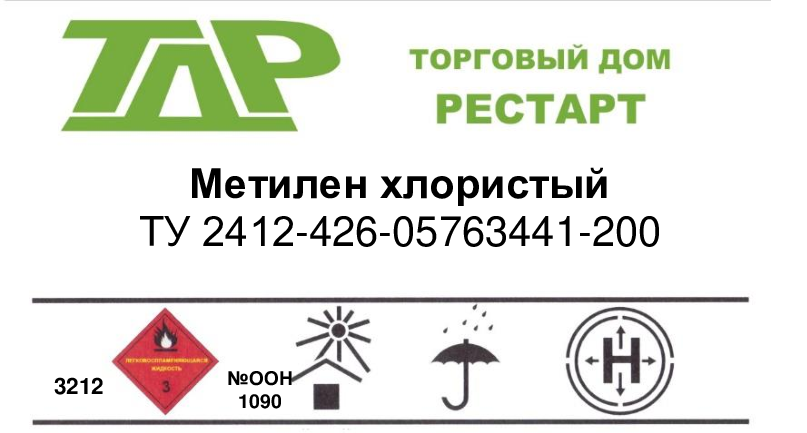 ТДР
ТОРГОВЫЙ ДОМ
РЕСТАРТ
Метилен хлористый
ТУ 2412-426-05763441-200
ЛЕГКОВОСПЛАМЕНЯЮЩАЯСЯ
ЖИДКОСТЬ
3
3212
№ООН
1090
Н